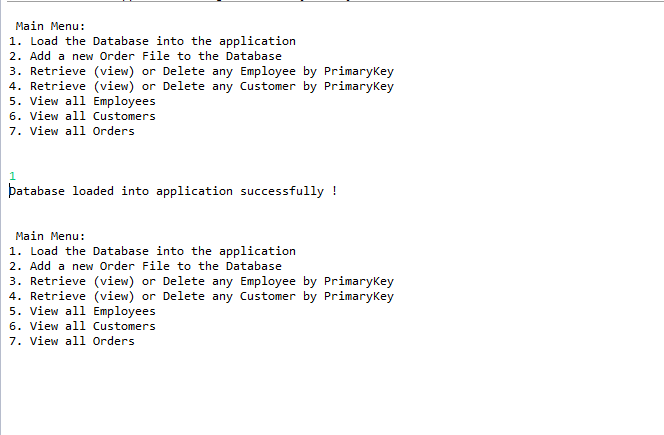 Main Menu:
1. Load the Database into the application
2. Add a new Order File to the Database
3. Retrieve (view) or Delete any Employee by PrimaryKey
4. Retrieve (view) or Delete any Customer by PrimaryKey
5. View all Employees
6. View all Customers
7. View all Orders
1
Database loaded into application successfully !
Main Menu:
1. Load the Database into the application
2. Add a new Order File to the Database
3. Retrieve (view) or Delete any Employee by PrimaryKey
4. Retrieve (view) or Delete any Customer by PrimaryKey
5. View all Employees
6. View all Customers
7. View all Orders